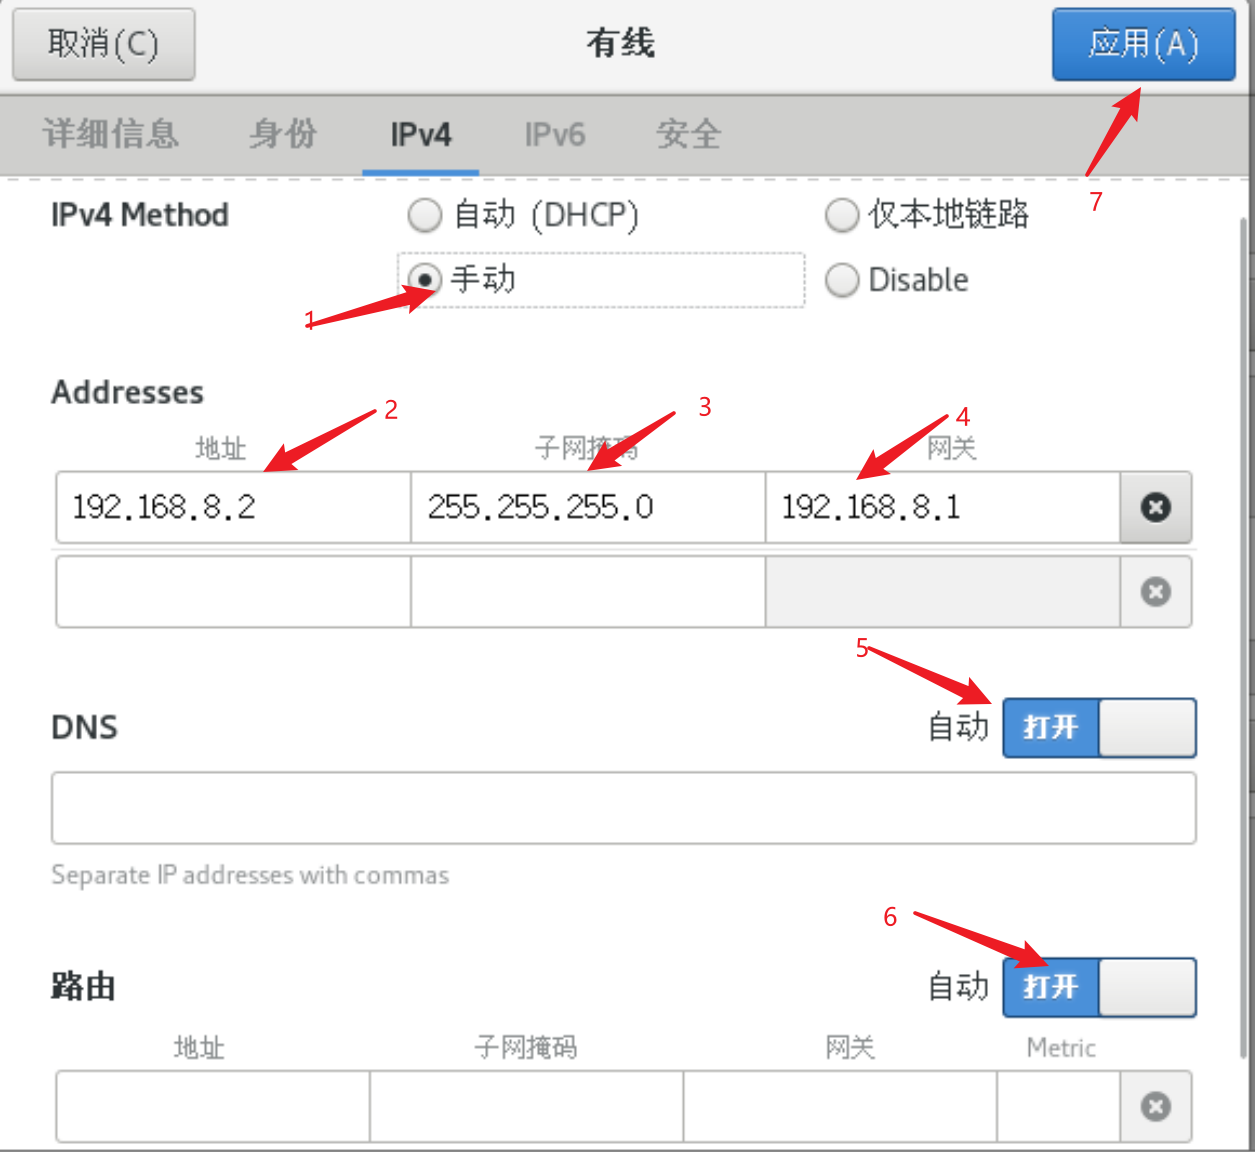 取消(C) 有线 应用(A)
详细信息 身份 IPv4 IPv6 安全
7
IPv4 Method 自动 (DHCP) 仅本地链路
手动 Disable
1
Addresses
2 3 4
地址 子网掩码 网关
192.168.8.2 255.255.255.0 192.168.8.1
5
DNS 自动 打开
Separate IP addresses with commas
6
路由 自动 打开
地址 子网掩码 网关 Metric